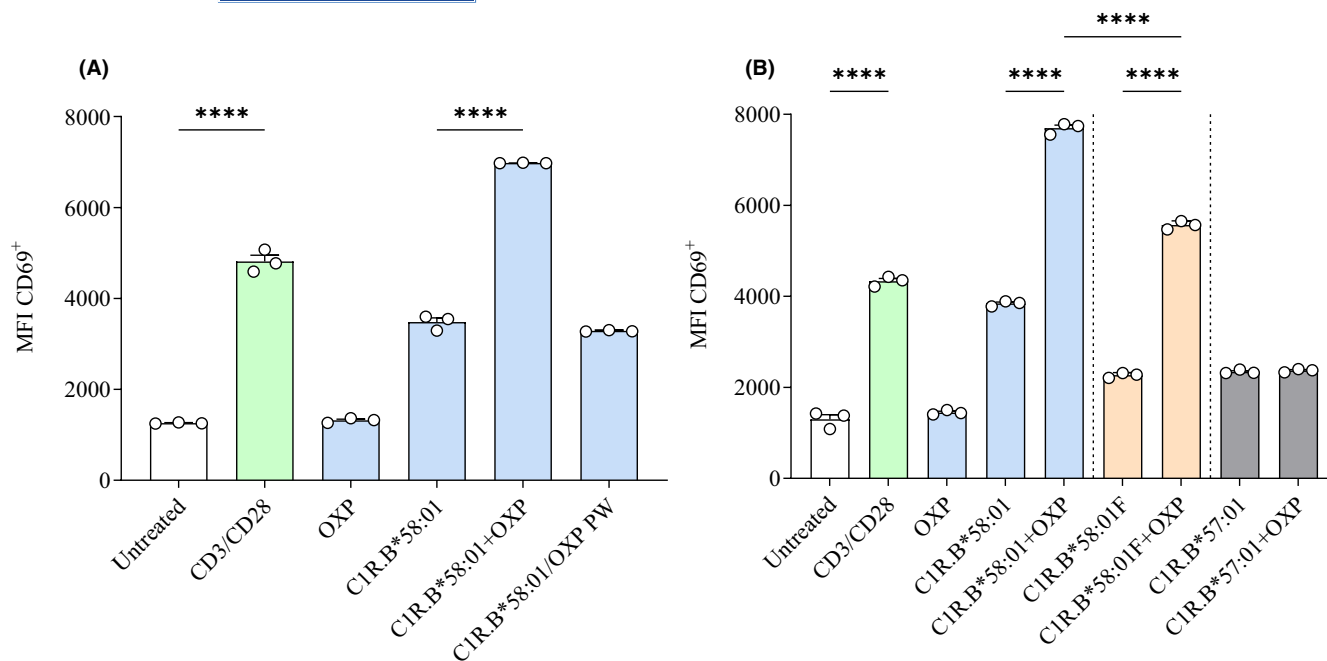 (A)
****
****
8000
6000
4000
2000
0
MFI CD69+
Untreated
CD3/CD28
OXP
C1R.B*58:01
C1R.B*58:01+OXP
C1R.B*58:01/OXP PW
(B)
****
****
****
****
8000
6000
4000
2000
0
MFI CD69+
Untreated
CD3/CD28
OXP
C1R.B*58:01
C1R.B*58:01+OXP
C1R.B*58:01F
C1R.B*58:01F+OXP
C1R.B*57:01
C1R.B*57:01+OXP